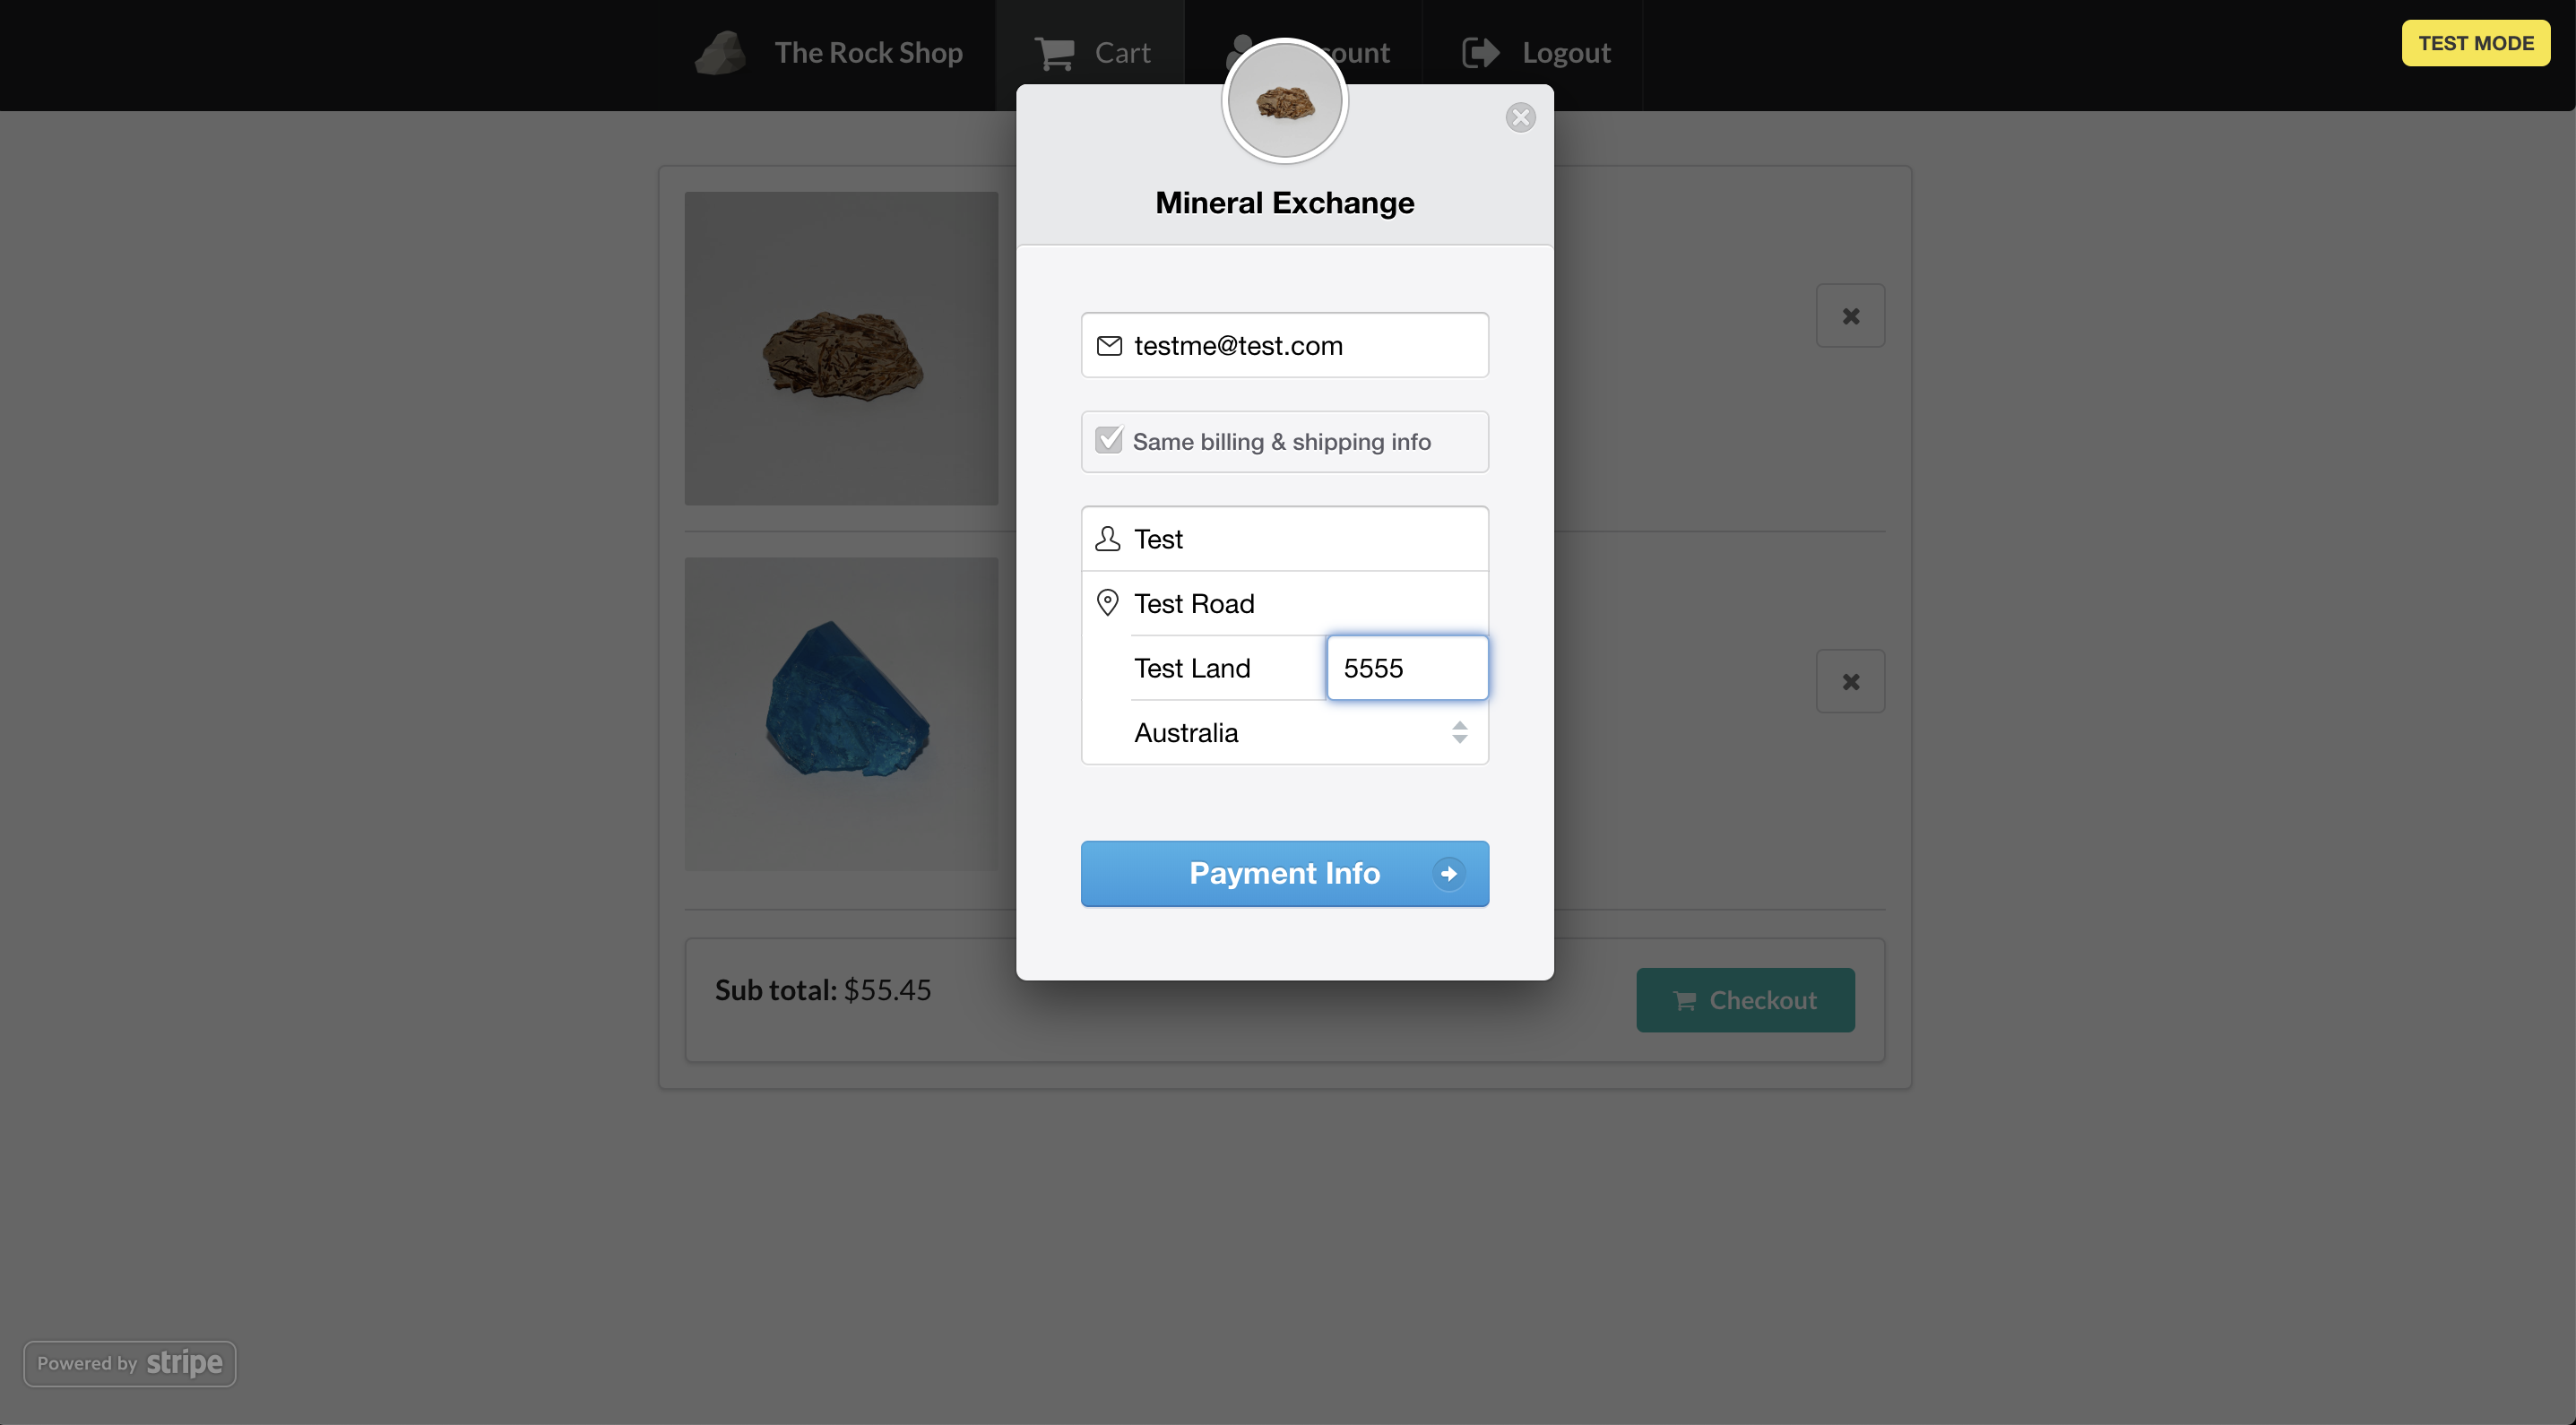 The Rock Shop
Cart
ount
Logout
TEST MODE
Mineral Exchange
testme@test.com
Same billing & shipping info
Test
Test Road
Test Land
5555
Australia
Payment Info
Sub total: $55.45
Checkout
Powered by stripe